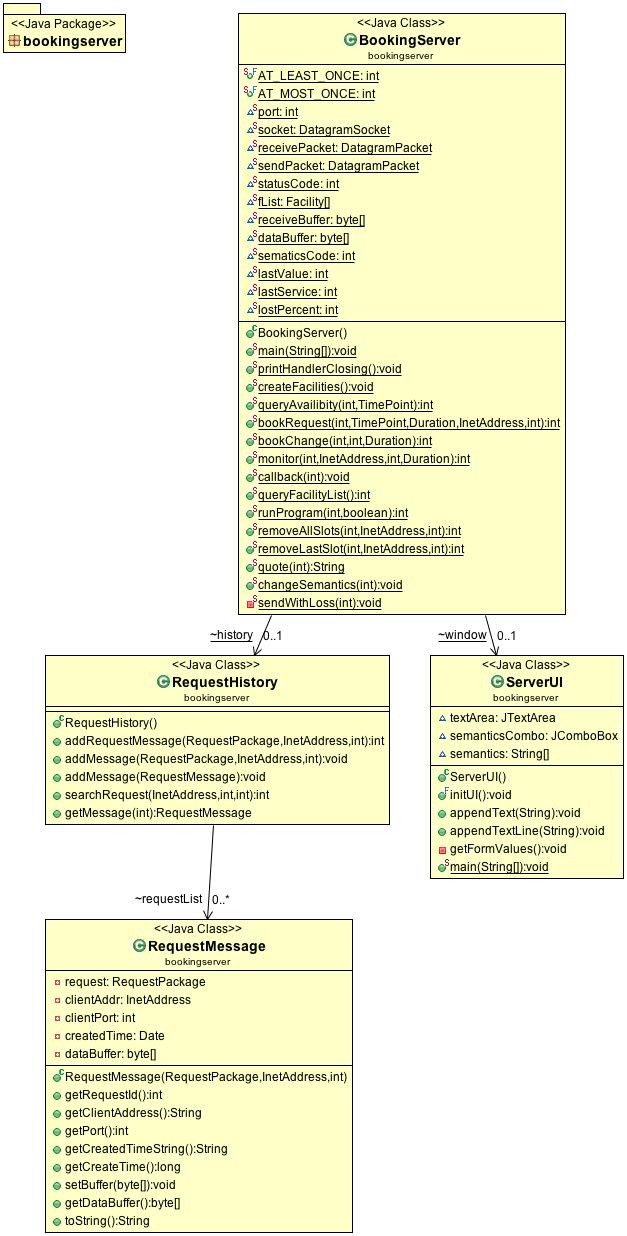 <<Java Package>>
bookingserver
<<Java Class>>
BookingServer
bookingserver
AT_LEAST_ONCE: int
AT_MOST_ONCE: int
port: int
socket: DatagramSocket
receivePacket: DatagramPacket
sendPacket: DatagramPacket
statusCode: int
fList: Facility[]
receiveBuffer: byte[]
dataBuffer: byte[]
sematicsCode: int
lastValue: int
lastService: int
lostPercent: int
BookingServer()
main(String[]):void
printHandlerClosing():void
createFacilities():void
queryAvailibity(int,TimePoint):int
bookRequest(int,TimePoint,Duration,InetAddress,int):int
bookChange(int,int,Duration):int
monitor(int,InetAddress,int,Duration):int
callback(int):void
queryFacilityList():int
runProgram(int,boolean):int
removeAllSlots(int,InetAddress,int):int
removeLastSlot(int,InetAddress,int):int
quote(int):String
changeSemantics(int):void
sendWithLoss(int):void
~history 0..1
~window 0..1
<<Java Class>>
RequestHistory
bookingserver
RequestHistory()
addRequestMessage(RequestPackage,InetAddress,int):int
addMessage(RequestPackage,InetAddress,int):void
addMessage(RequestMessage):void
searchRequest(InetAddress,int,int):int
getMessage(int):RequestMessage
<<Java Class>>
ServerUI
bookingserver
textArea: JTextArea
semanticsCombo: JComboBox
semantics: String[]
ServerUI()
initUI():void
appendText(String):void
appendTextLine(String):void
getFormValues():void
main(String[]):void
~requestList 0..*
<<Java Class>>
RequestMessage
bookingserver
request: RequestPackage
clientAddr: InetAddress
clientPort: int
createdTime: Date
dataBuffer: byte[]
RequestMessage(RequestPackage,InetAddress,int)
getRequestId():int
getClientAddress():String
getPort():int
getCreatedTimeString():String
getCreateTime():long
setBuffer(byte[]):void
getDataBuffer():byte[]
toString():String